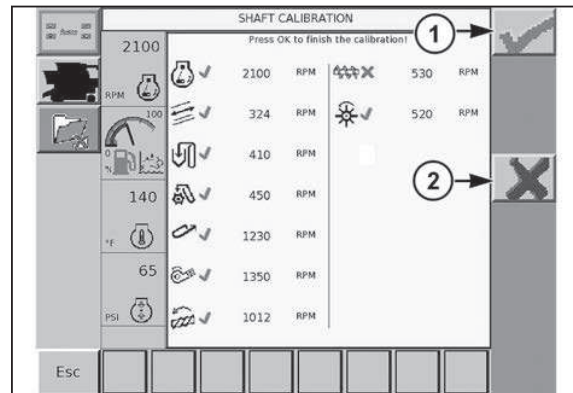 SHAFT CALIBRATION
Press OK to finish the calibration!
1
2100
RPM
100
0
%
140
°F
65
PSI
2100 RPM 530 RPM
324 RPM 520 RPM
410 RPM
450 RPM
1230 RPM
1350 RPM
1012 RPM
2
Esc